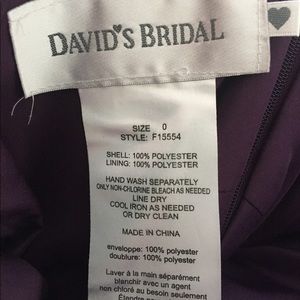 DAVID'S BRIDAL
SIZE 0
STYLE: F15554
SHELL: 100% POLYESTER
LINING: 100% POLYESTER
HAND WASH SEPARATELY
ONLY NON-CHLORINE BLEACH AS NEEDED
LINE DRY
COOL IRON AS NEEDED
OR DRY CLEAN
MADE IN CHINA
enveloppe: 100% polyester
doublure: 100% polyester
Laver à la main séparément
blanchir avec un agent
non chloré au besoin seulement
Étendre